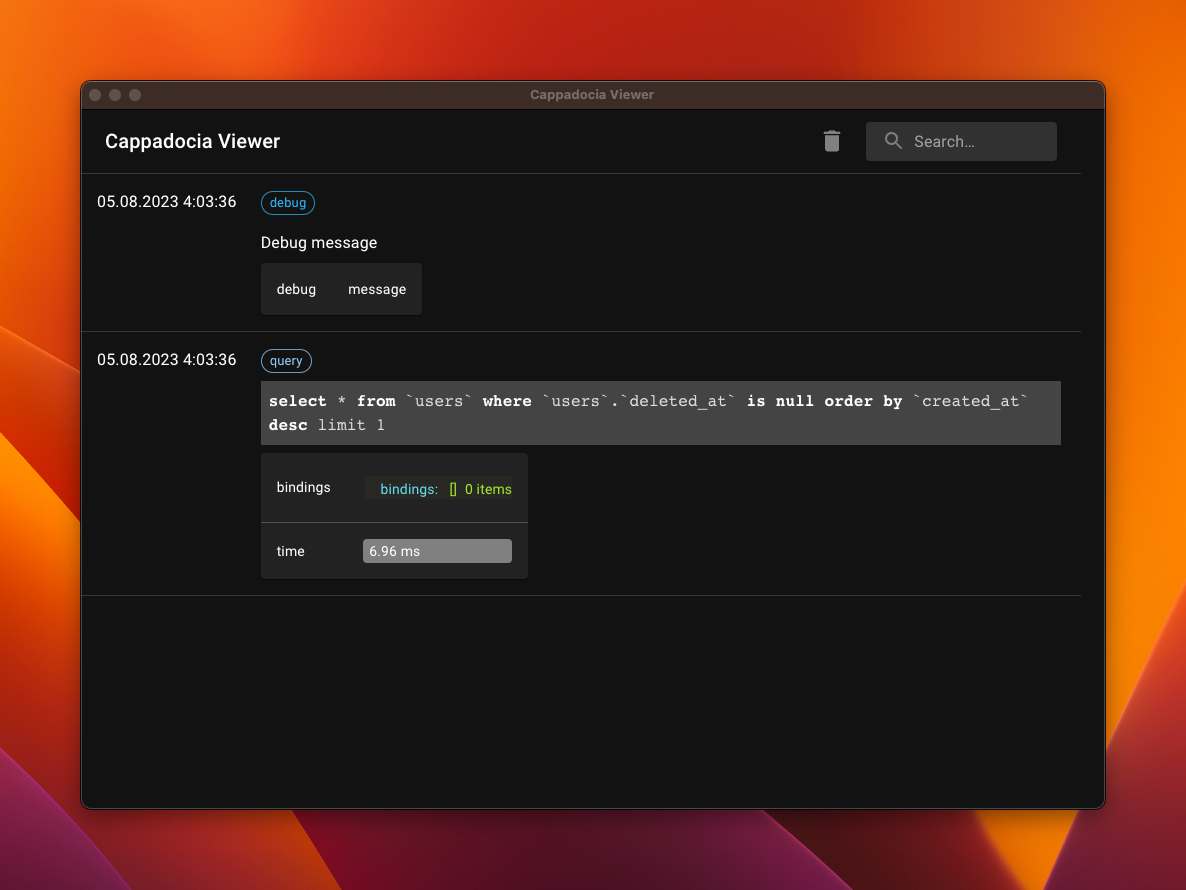 Cappadocia Viewer
Cappadocia Viewer
Search…
05.08.2023 4:03:36 debug
Debug message
debug message
05.08.2023 4:03:36 query
select * from `users` where `users`.`deleted_at` is null order by `created_at`
desc limit 1
bindings bindings: [] 0 items
time 6.96 ms